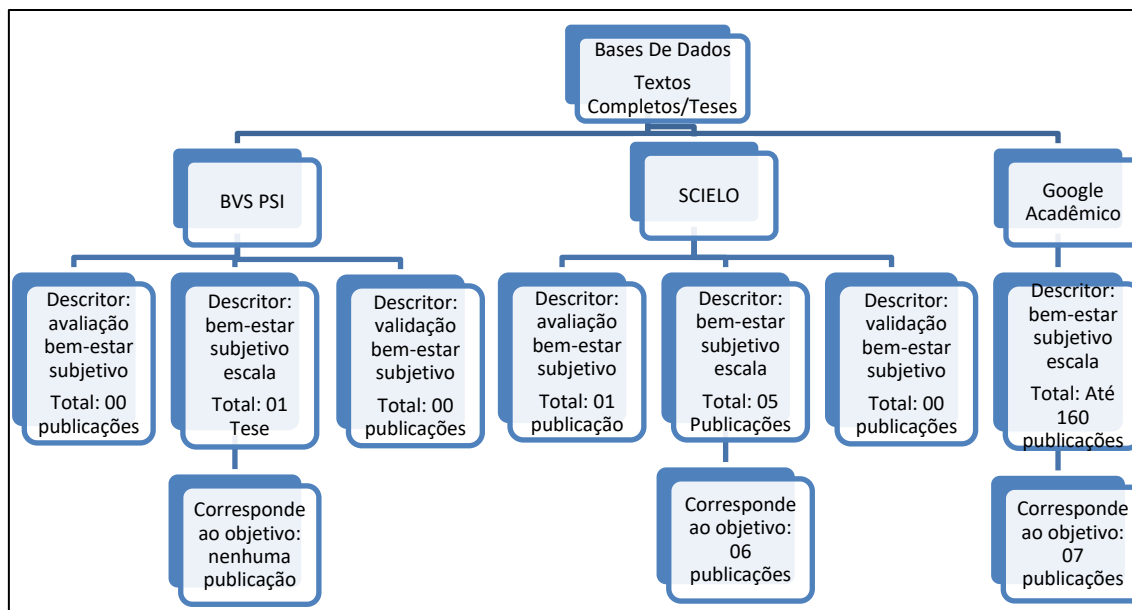 Bases De Dados
Textos
Completos/Teses
BVS PSI
SCIELO
Google
Acadêmico
Descritor:
avaliação
bem-estar
subjetivo
Total: 00
publicações
Descritor:
bem-estar
subjetivo
escala
Total: 01
Tese
Descritor:
validação
bem-estar
subjetivo
Total: 00
publicações
Descritor:
avaliação
bem-estar
subjetivo
Total: 01
publicação
Descritor:
bem-estar
subjetivo
escala
Total: 05
Publicações
Descritor:
validação
bem-estar
subjetivo
Total: 00
publicações
Descritor:
bem-estar
subjetivo
escala
Total: Até
160
publicações
Corresponde
ao objetivo:
nenhuma
publicação
Corresponde
ao objetivo:
06
publicações
Corresponde
ao objetivo:
07
publicações